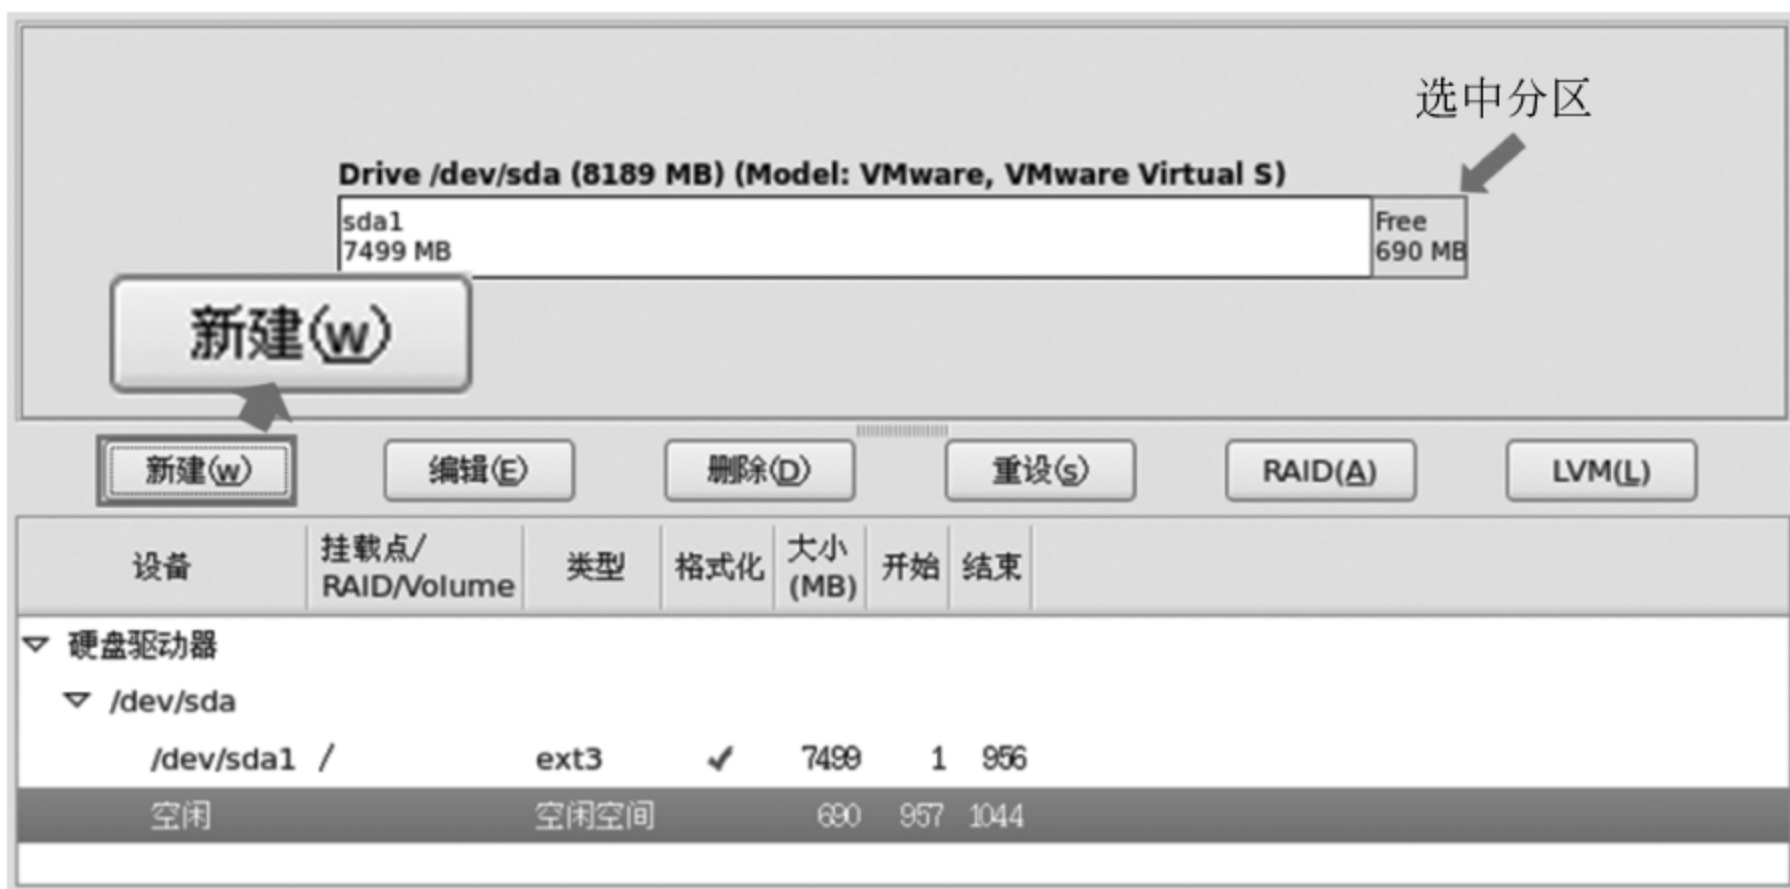 选中分区
Drive /dev/sda (8189 MB) (Model: VMware, VMware Virtual S)
sda1
7499 MB
Free
690 MB
新建(w)
新建(w) 编辑(E) 删除(D) 重设(s) RAID(A) LVM(L)
设备 挂载点/ RAID/Volume 类型 格式化 大小 (MB) 开始 结束
硬盘驱动器
/dev/sda
/dev/sda1 / ext3 ✓ 7499 1 956
空闲 空闲空间 690 957 1044